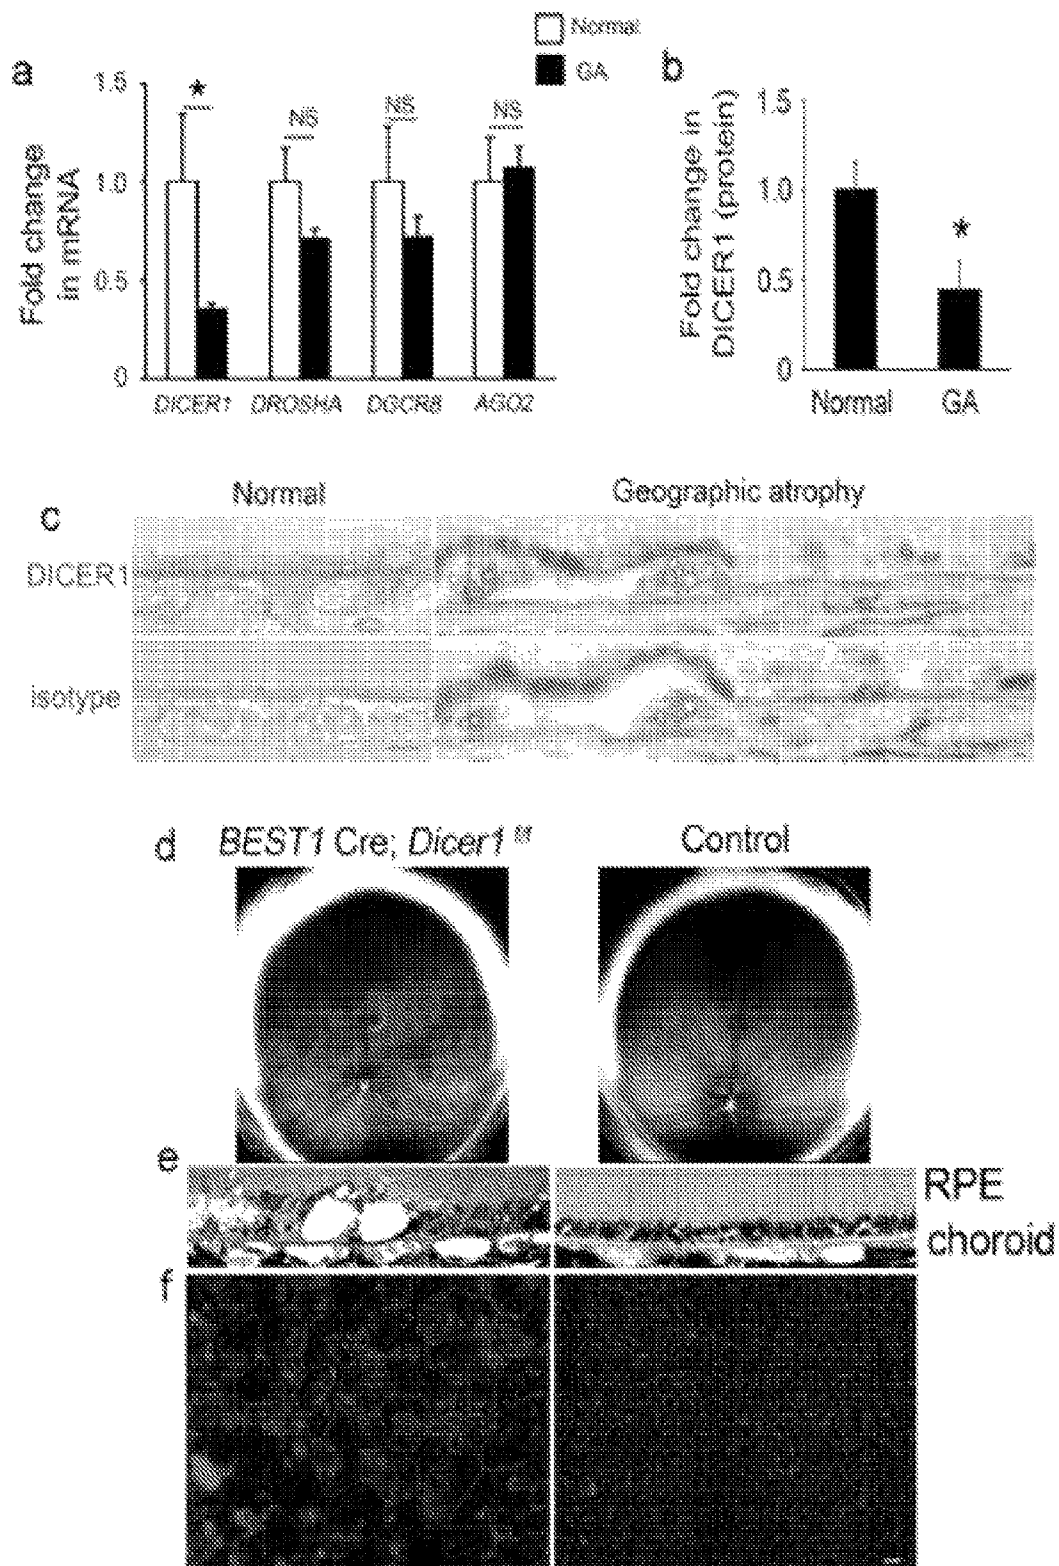 Normal
GA
a
Fold change
in mRNA
1.5
1.0
0.5
0
*
NS
NS
NS
DICER1 DROSHA DGCR8 AGO2
b
Fold change in
DICER1 (protein)
1.5
1.0
0.5
0
*
Normal GA
Normal Geographic atrophy
c
DICER1
isotype
d BEST1 Cre; Dicer1 f/f Control
e
RPE
choroid
f